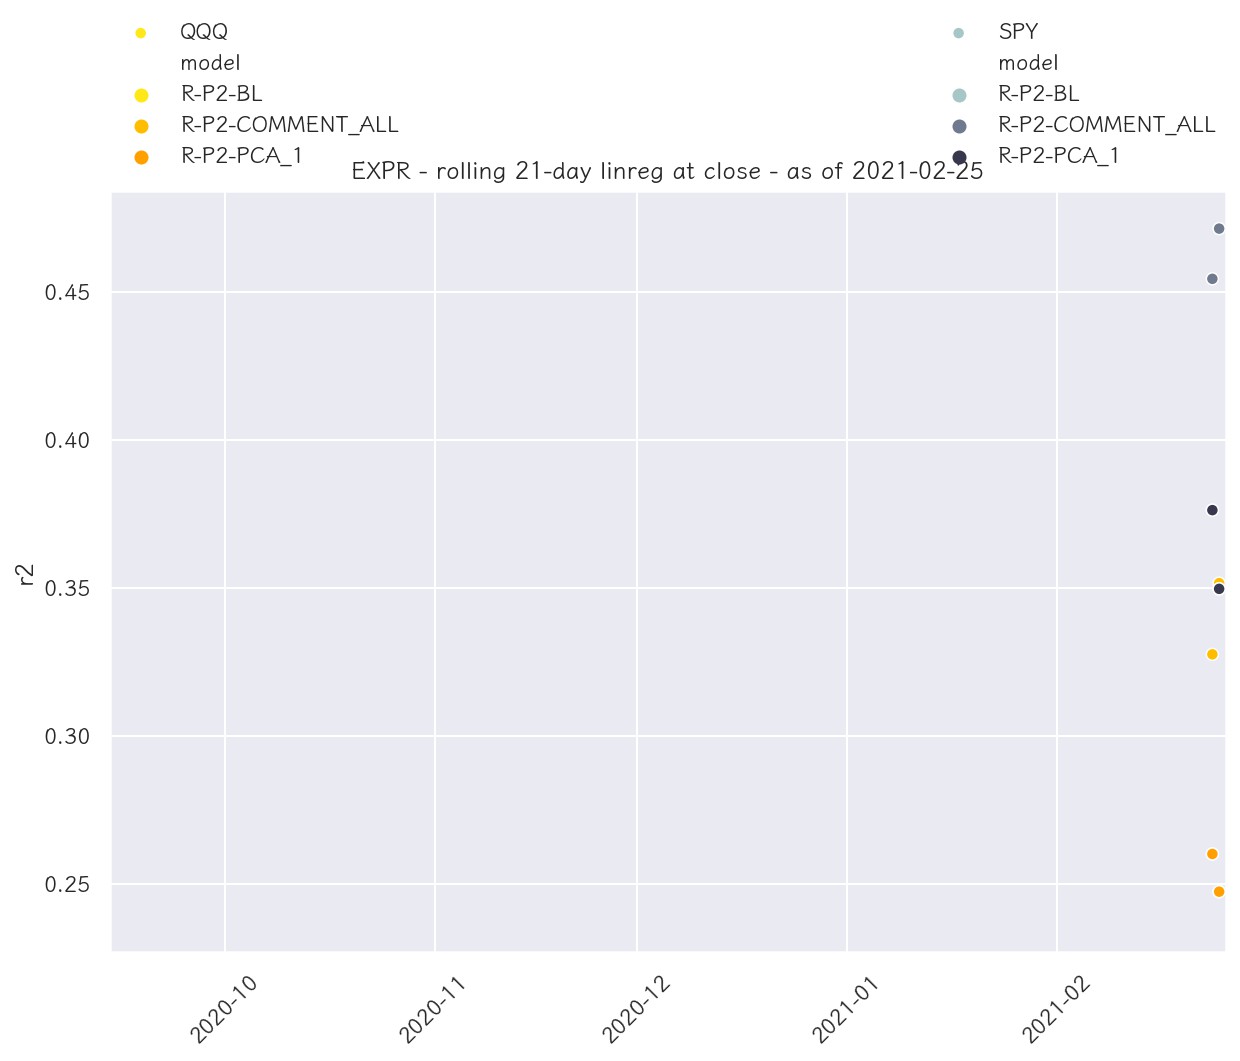 QQQ
model
R-P2-BL
R-P2-COMMENT_ALL
R-P2-PCA_1
SPY
model
R-P2-BL
R-P2-COMMENT_ALL
R-P2-PCA_1
EXPR - rolling 21-day linreg at close - as of 2021-02-25
r2
0.45
0.40
0.35
0.30
0.25
2020-10
2020-11
2020-12
2021-01
2021-02